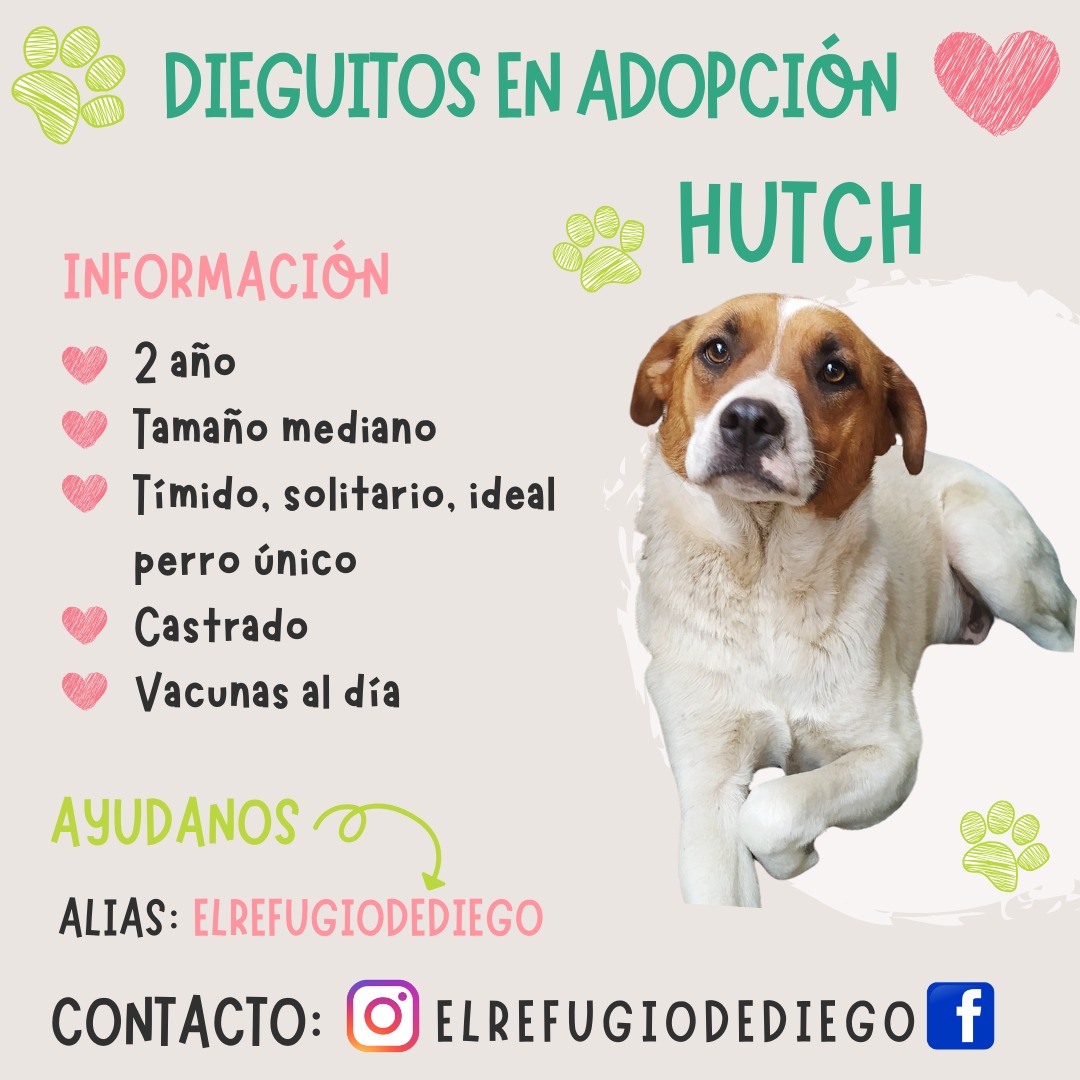 DIEGUITOS EN ADOPCIÓN
HUTCH
INFORMACIÓN
2 año
Tamaño mediano
Tímido, solitario, ideal
perro único
Castrado
Vacunas al día
AYUDANOS
ALIAS: ELREFUGIODEDIEGO
CONTACTO: ELREFUGIODEDIEGO f